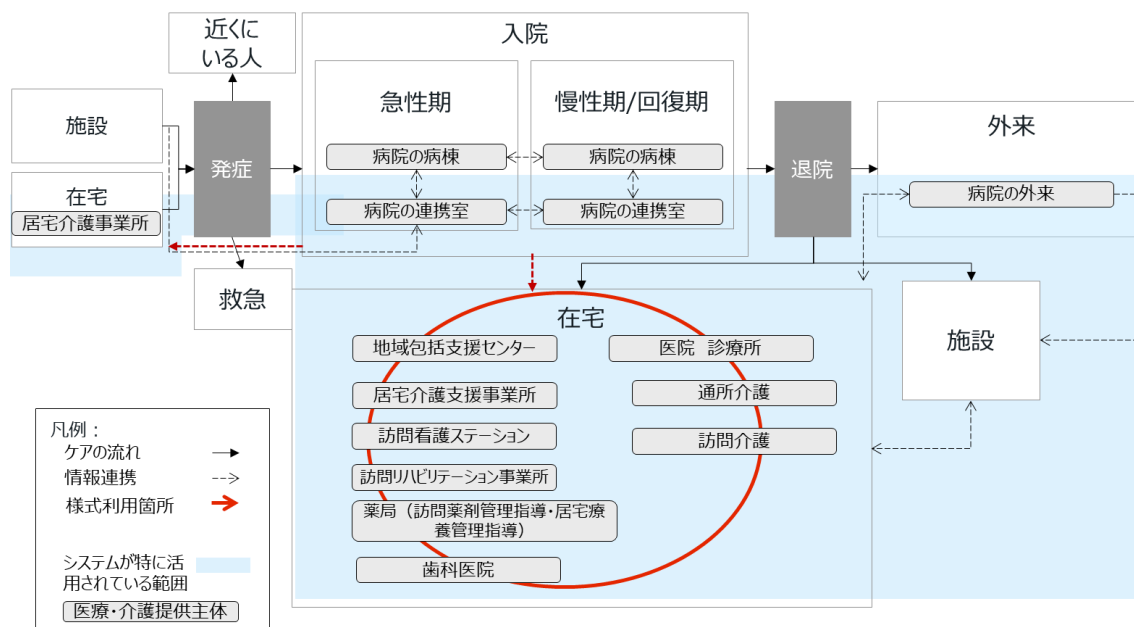 近くに
いる人
入院
施設
発症
急性期
慢性期/回復期
退院
外来
病院の病棟
病院の病棟
在宅
居宅介護事業所
病院の連携室
病院の連携室
病院の外来
救急
在宅
施設
地域包括支援センター
医院　診療所
居宅介護支援事業所
通所介護
訪問看護ステーション
訪問介護
訪問リハビリテーション事業所
薬局（訪問薬剤管理指導・居宅療
養管理指導）
歯科医院
凡例：
ケアの流れ
情報連携
様式利用箇所
システムが特に活
用されている範囲
医療・介護提供主体